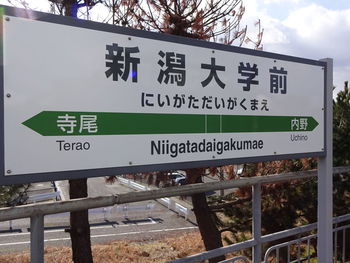 新潟大学前
にいがただいがくまえ
寺尾 内野
Terao Niigatadaigakumae Uchino